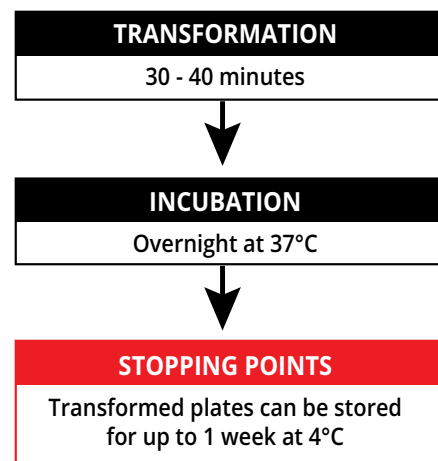 TRANSFORMATION
30 - 40 minutes
INCUBATION
Overnight at 37°C
STOPPING POINTS
Transformed plates can be stored
for up to 1 week at 4°C